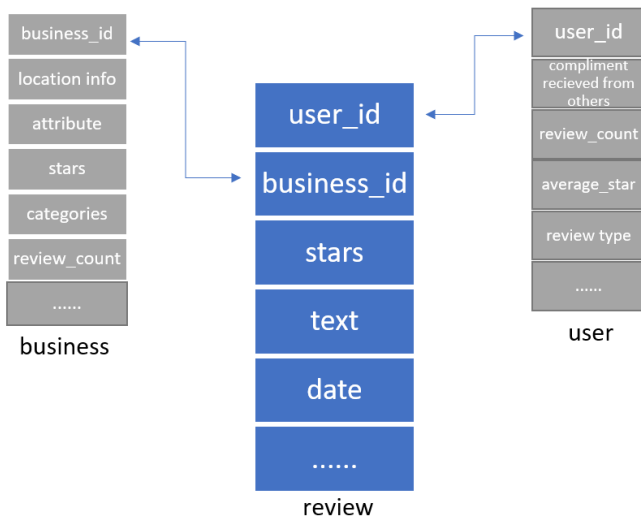 business_id
location info
attribute
stars
categories
review_count
......
business
user_id
business_id
stars
text
date
......
review
user_id
compliment
recieved from
others
review_count
average_star
review type
......
user